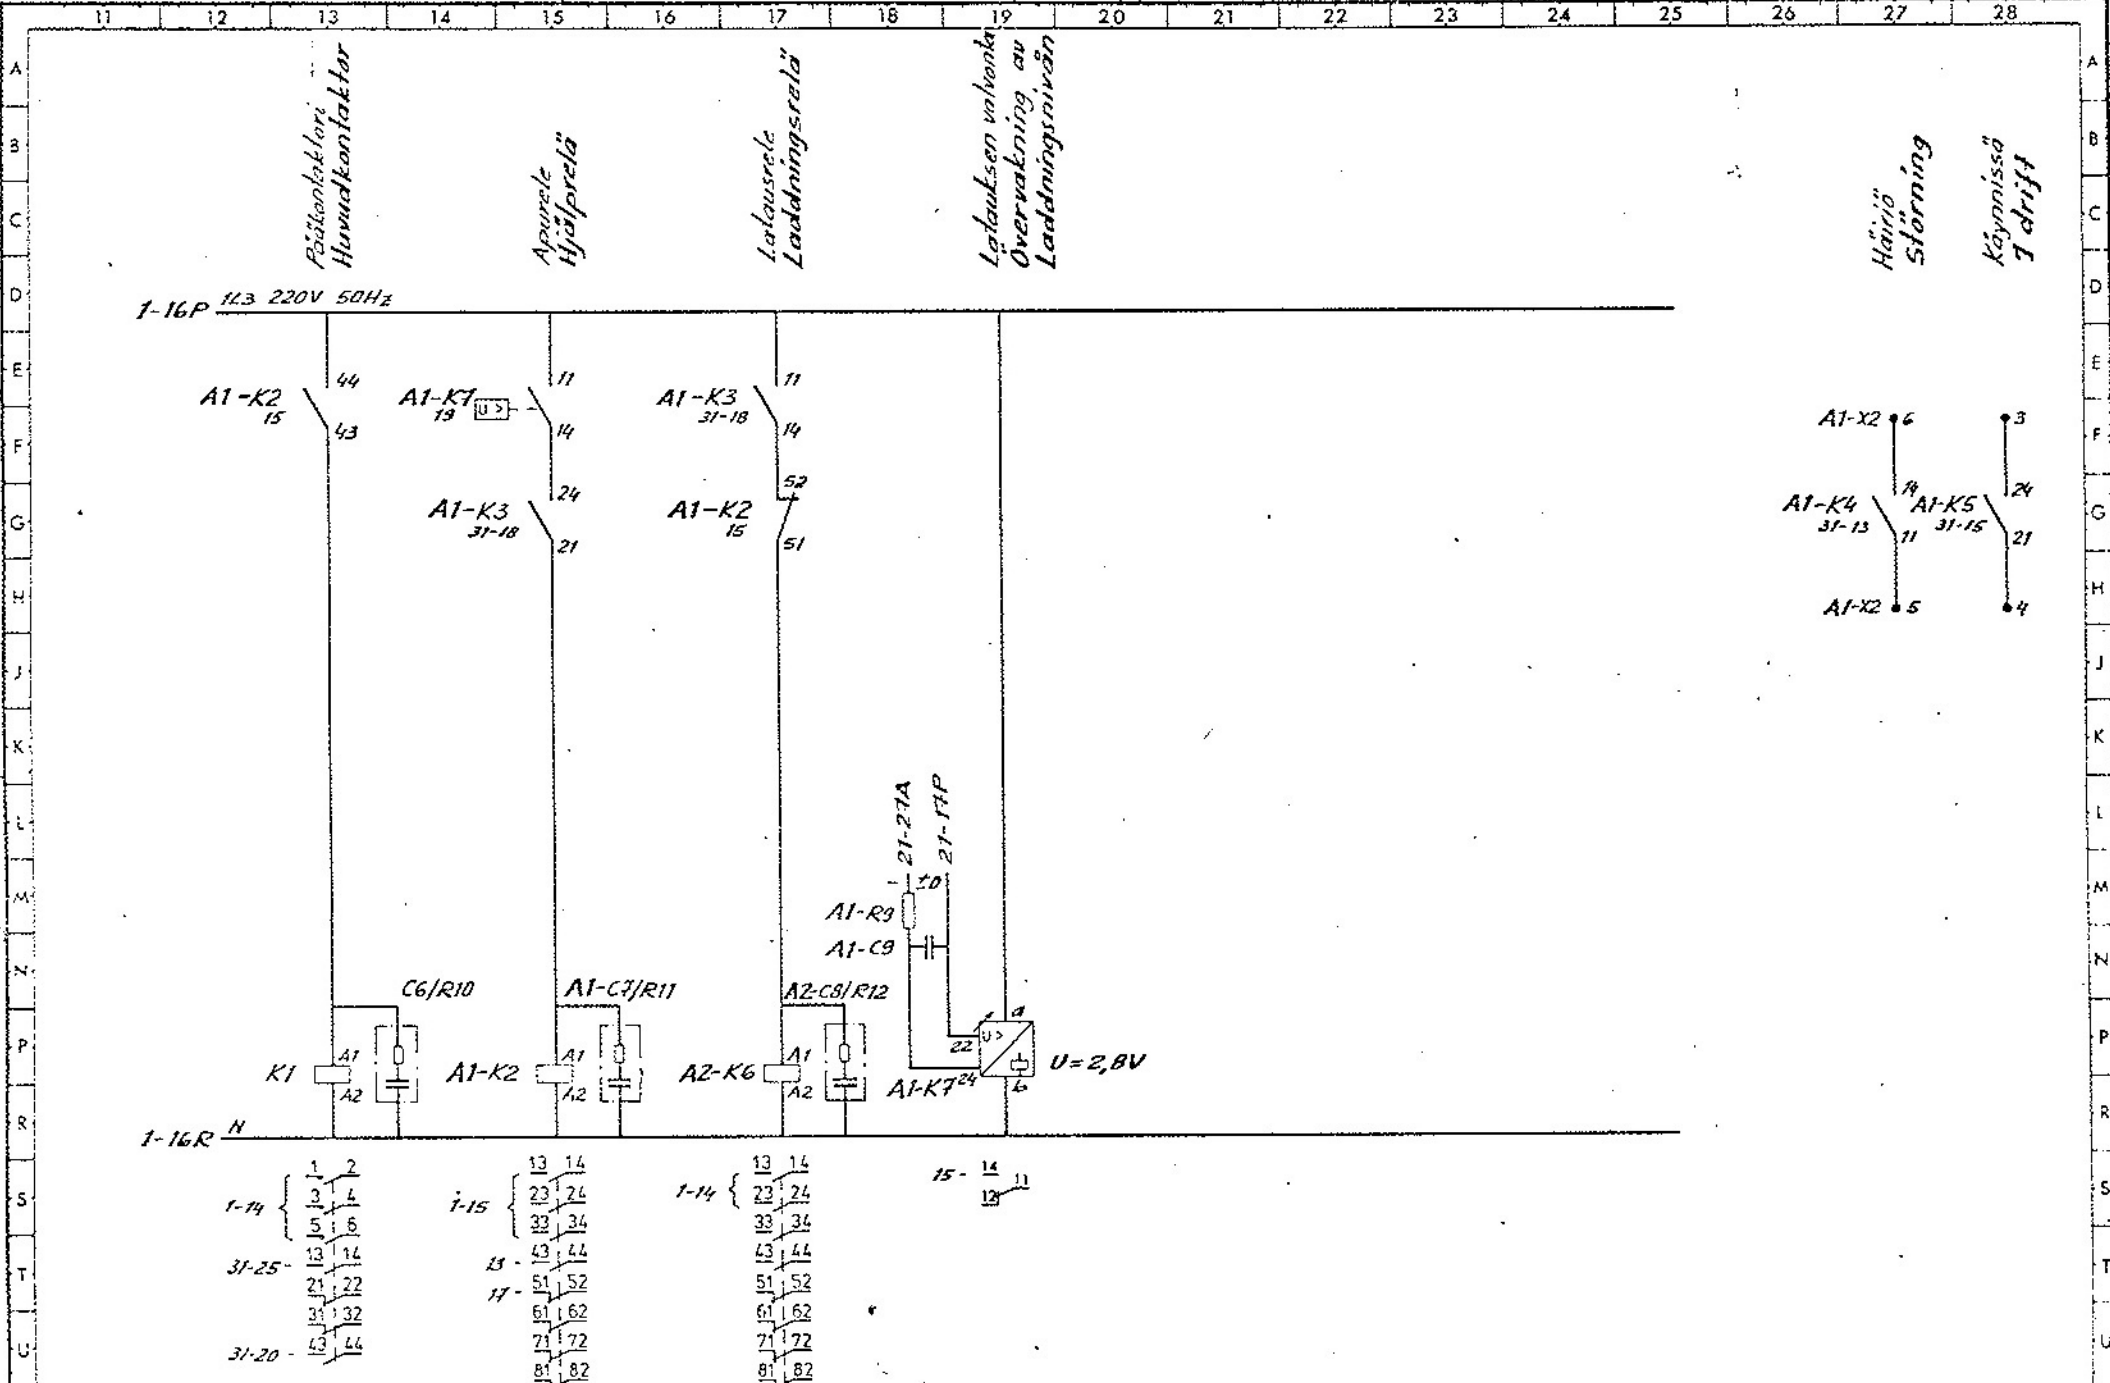 11 12 13 14 15 16 17 18 19 20 11 22 23 24 25 26 27 28
Pääkontaktori
Huvudkontaktor
Apurele
Hjälprelä
Latausrele
Laddningsrelä
Latauksen valvonta
Övervakning av
Laddningsnivån
Häiriö
Störning
Käynnissä
I drift
A A
B B
C C
D D
1-16P 1L3 220V 50Hz
E E
A1-K2 44
15 43
A1-K7 11
19 U> 14
A1-K3 11
31-18 14
A1-X2 6 3
F F
A1-K3 24
31-18 21
A1-K2 52
15 51
A1-K4 14
31-13 11
A1-K5 24
31-15 21
G G
H H
A1-X2 5 4
J J
K K
L L
21-27A
21-17P
M M
- ±0
A1-R9
A1-C9
N N
C6/R10 A1-C7/R11 A2-C8/R12
P P
K1 A1
A2
A1-K2 A1
A2
A2-K6 A1
A2
22 U> a
A1-K7 24 b
U=2,8V
R R
1-16R N
S S
1-14
1 2
3 4
5 6
31-25 - 13 14
21 22
31 32
31-20 - 43 44
1-15
13 14
23 24
33 34
13 - 43 44
17 - 51 52
61 62
71 72
81 82
1-14
13 14
23 24
33 34
43 44
51 52
61 62
71 72
81 82
15 - 14
12 11
T T
U U